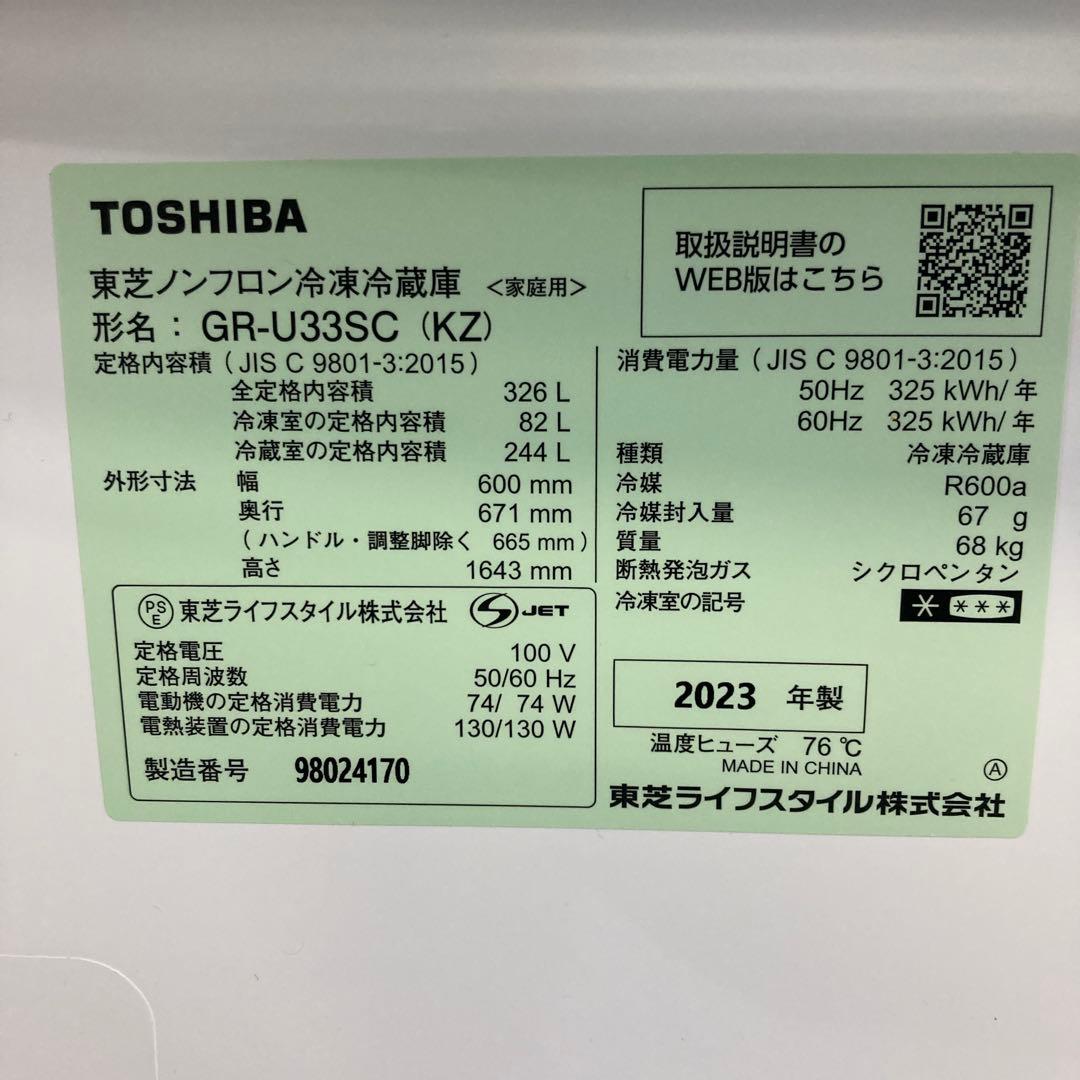 TOSHIBA
東芝ノンフロン冷凍冷蔵庫 <家庭用>
形名: GR-U33SC (KZ)
取扱説明書の
WEB版はこちら
定格内容積 (JIS C 9801-3:2015)
全定格内容積 326 L
冷凍室の定格内容積 82 L
冷蔵室の定格内容積 244 L
外形寸法 幅 600 mm
奥行 671 mm
(ハンドル・調整脚除く 665 mm)
高さ 1643 mm
消費電力量 (JIS C 9801-3:2015)
50Hz 325 kWh/年
60Hz 325 kWh/年
種類 冷凍冷蔵庫
冷媒 R600a
冷媒封入量 67 g
質量 68 kg
断熱発泡ガス シクロペンタン
冷凍室の記号 * ***
PSE 東芝ライフスタイル株式会社 S JET
定格電圧 100 V
定格周波数 50/60 Hz
電動機の定格消費電力 74/ 74 W
電熱装置の定格消費電力 130/130 W
製造番号 98024170
2023 年製
温度ヒューズ 76℃
MADE IN CHINA Ⓐ
東芝ライフスタイル株式会社